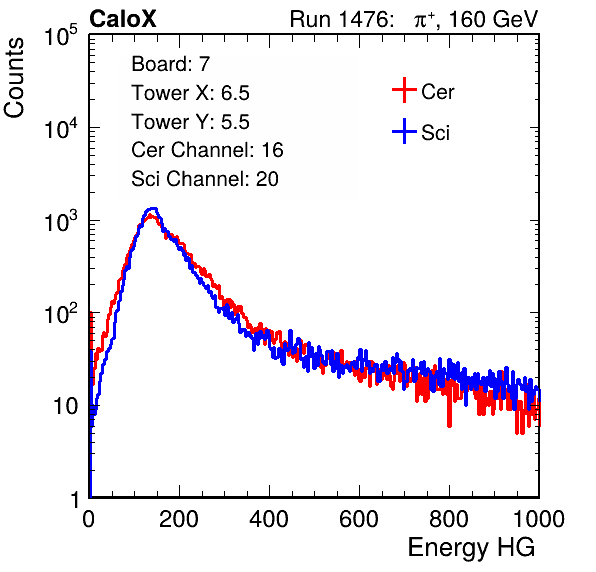 CaloX Run 1476: π⁺, 160 GeV
Board: 7
Tower X: 6.5
Tower Y: 5.5
Cer Channel: 16
Sci Channel: 20
Cer
Sci
Counts
10⁵
10⁴
10³
10²
10
1
0 200 400 600 800 1000
Energy HG